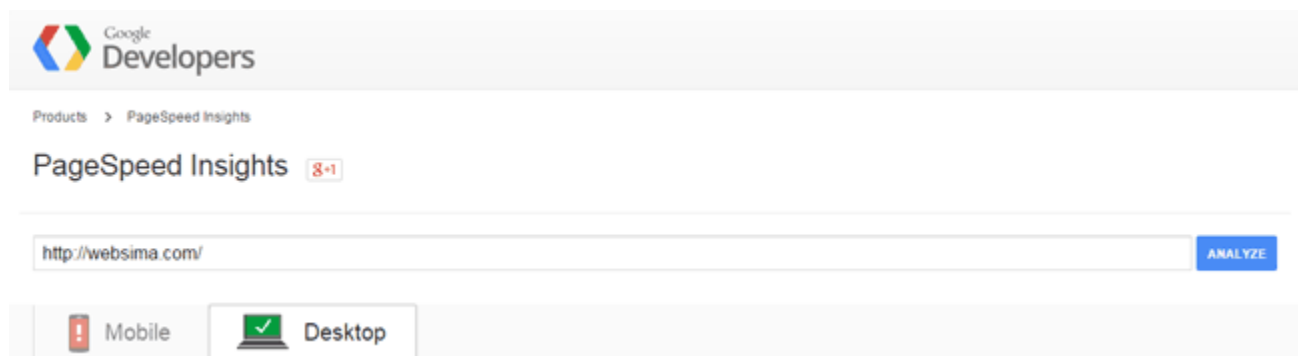 Google
Developers
Products > PageSpeed Insights
PageSpeed Insights g+1
http://websima.com/ ANALYZE
! Mobile Desktop